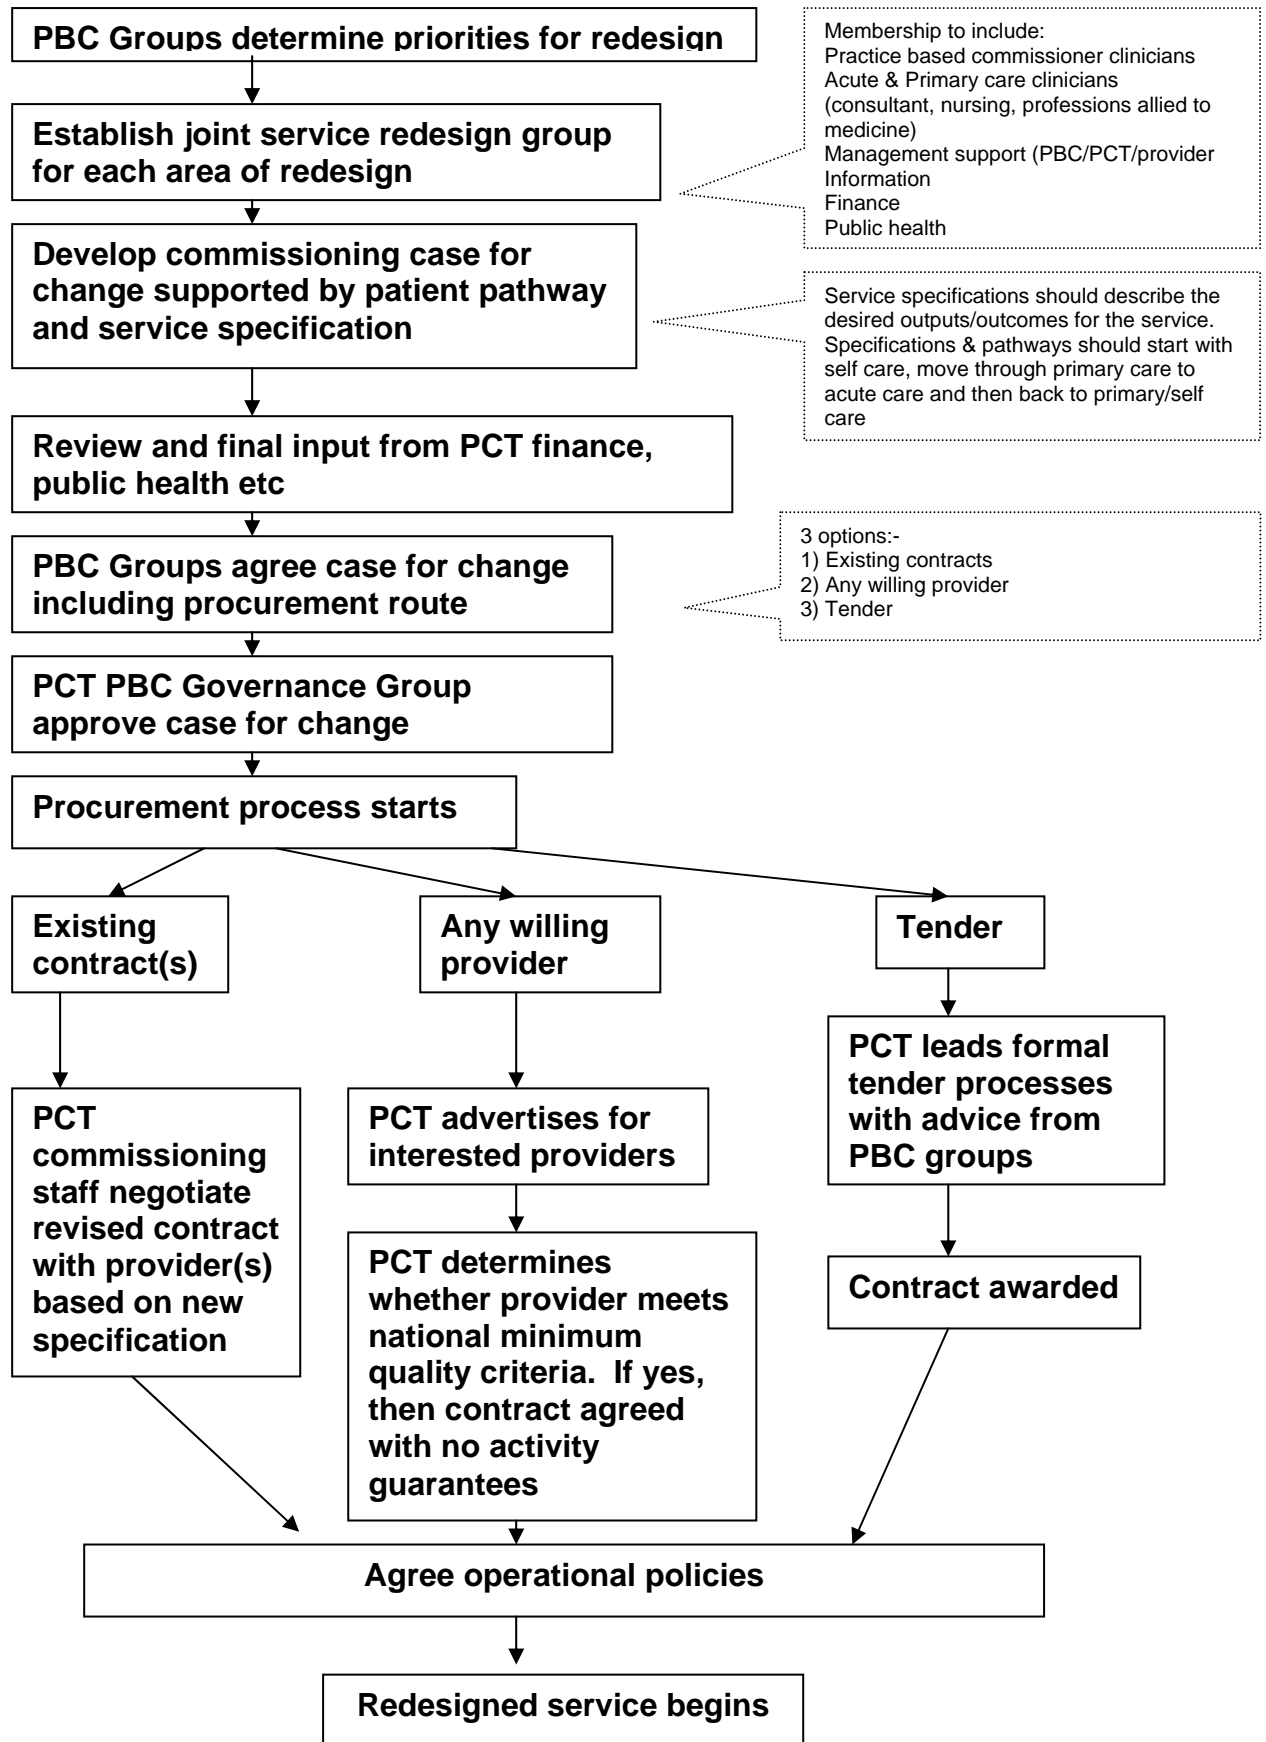 PBC Groups determine priorities for redesign
Membership to include:
Practice based commissioner clinicians
Acute & Primary care clinicians
(consultant, nursing, professions allied to
medicine)
Management support (PBC/PCT/provider
Information
Finance
Public health
Establish joint service redesign group
for each area of redesign
Develop commissioning case for
change supported by patient pathway
and service specification
Service specifications should describe the
desired outputs/outcomes for the service.
Specifications & pathways should start with
self care, move through primary care to
acute care and then back to primary/self
care
Review and final input from PCT finance,
public health etc
PBC Groups agree case for change
including procurement route
3 options:-
1) Existing contracts
2) Any willing provider
3) Tender
PCT PBC Governance Group
approve case for change
Procurement process starts
Existing
contract(s)
Any willing
provider
Tender
PCT
commissioning
staff negotiate
revised contract
with provider(s)
based on new
specification
PCT advertises for
interested providers
PCT determines
whether provider meets
national minimum
quality criteria.  If yes,
then contract agreed
with no activity
guarantees
PCT leads formal
tender processes
with advice from
PBC groups
Contract awarded
Agree operational policies
Redesigned service begins